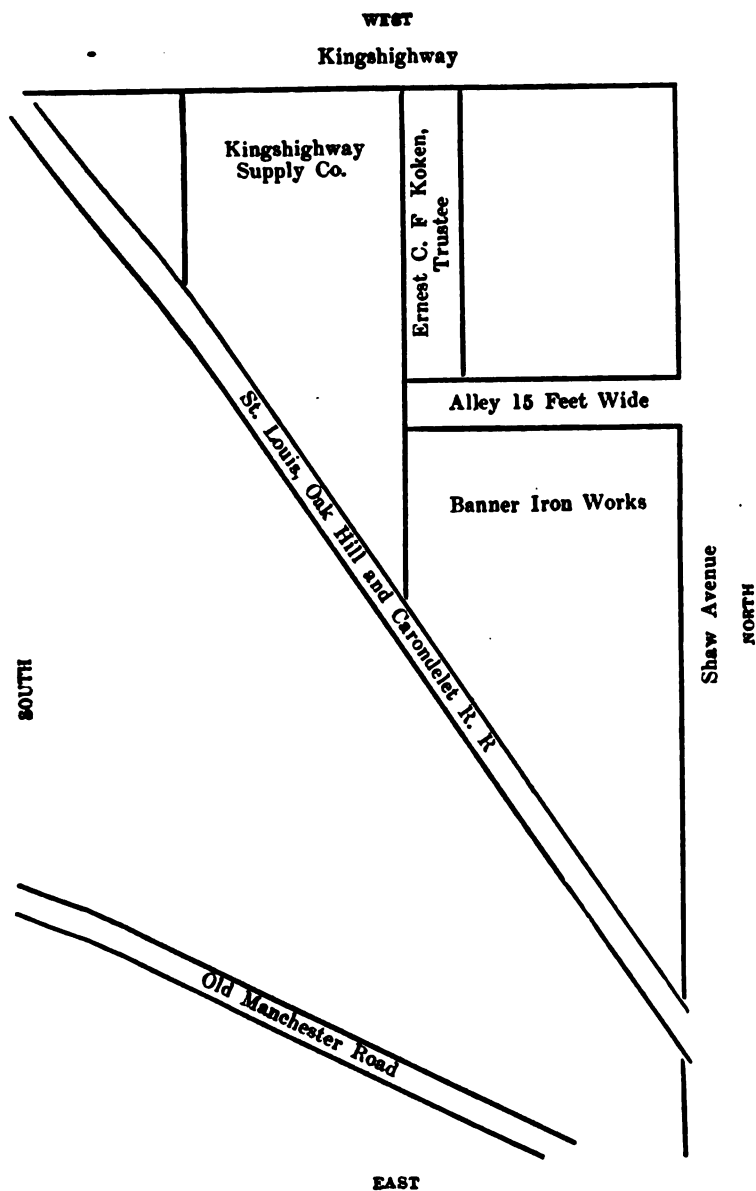 WEST
Kingshighway
Kingshighway
Supply Co.
Ernest C. F Koken,
Trustee
Alley 15 Feet Wide
Banner Iron Works
St. Louis, Oak Hill and Carondelet R. R
Shaw Avenue
NORTH
SOUTH
Old Manchester Road
EAST